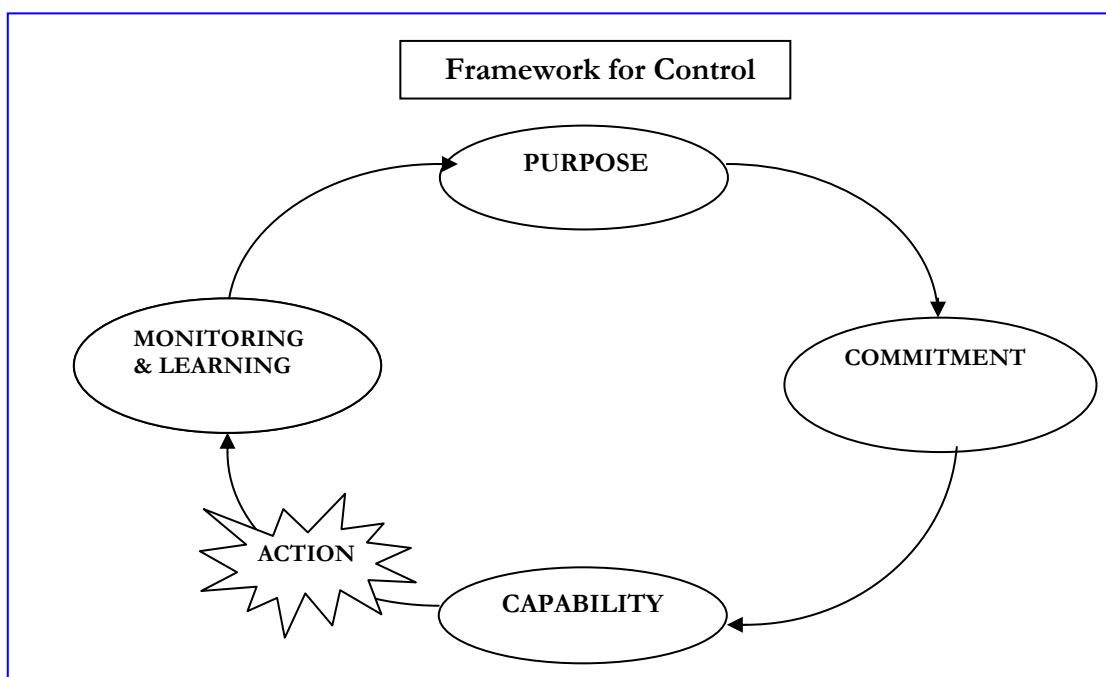 Framework for Control
PURPOSE
COMMITMENT
CAPABILITY
ACTION
MONITORING
& LEARNING